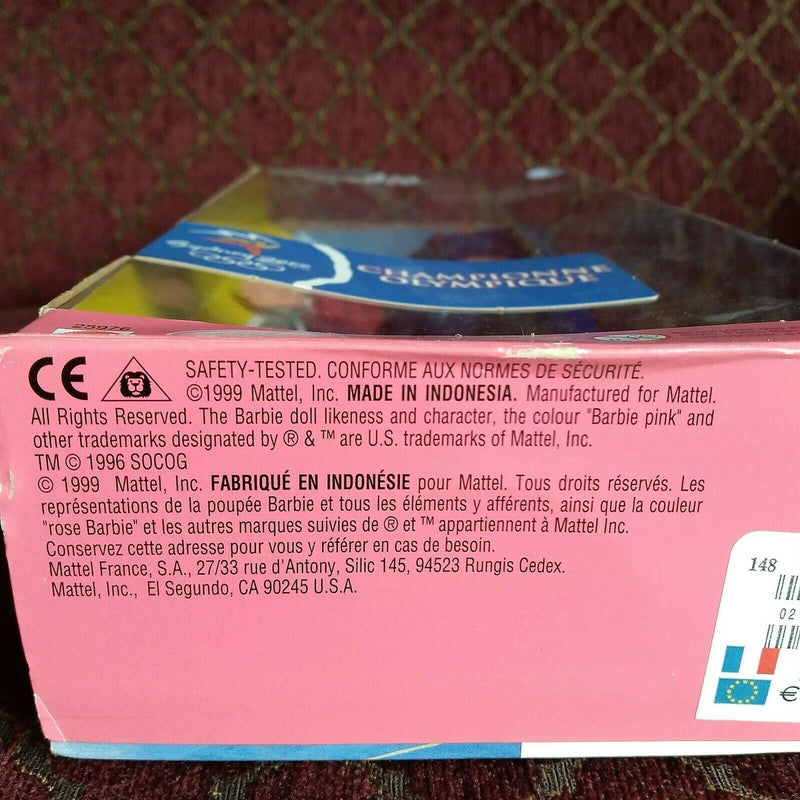 CHAMPIONNE
OLYMPIQUE
25976
CE
SAFETY-TESTED. CONFORME AUX NORMES DE SÉCURITÉ.
©1999 Mattel, Inc. MADE IN INDONESIA. Manufactured for Mattel.
All Rights Reserved. The Barbie doll likeness and character, the colour "Barbie pink" and
other trademarks designated by ® & ™ are U.S. trademarks of Mattel, Inc.
TM © 1996 SOCOG
© 1999 Mattel, Inc. FABRIQUÉ EN INDONÉSIE pour Mattel. Tous droits réservés. Les
représentations de la poupée Barbie et tous les éléments y afférents, ainsi que la couleur
"rose Barbie" et les autres marques suivies de ® et ™ appartiennent à Mattel Inc.
Conservez cette adresse pour vous y référer en cas de besoin.
Mattel France, S.A., 27/33 rue d'Antony, Silic 145, 94523 Rungis Cedex.
Mattel, Inc., El Segundo, CA 90245 U.S.A.
148
02
€